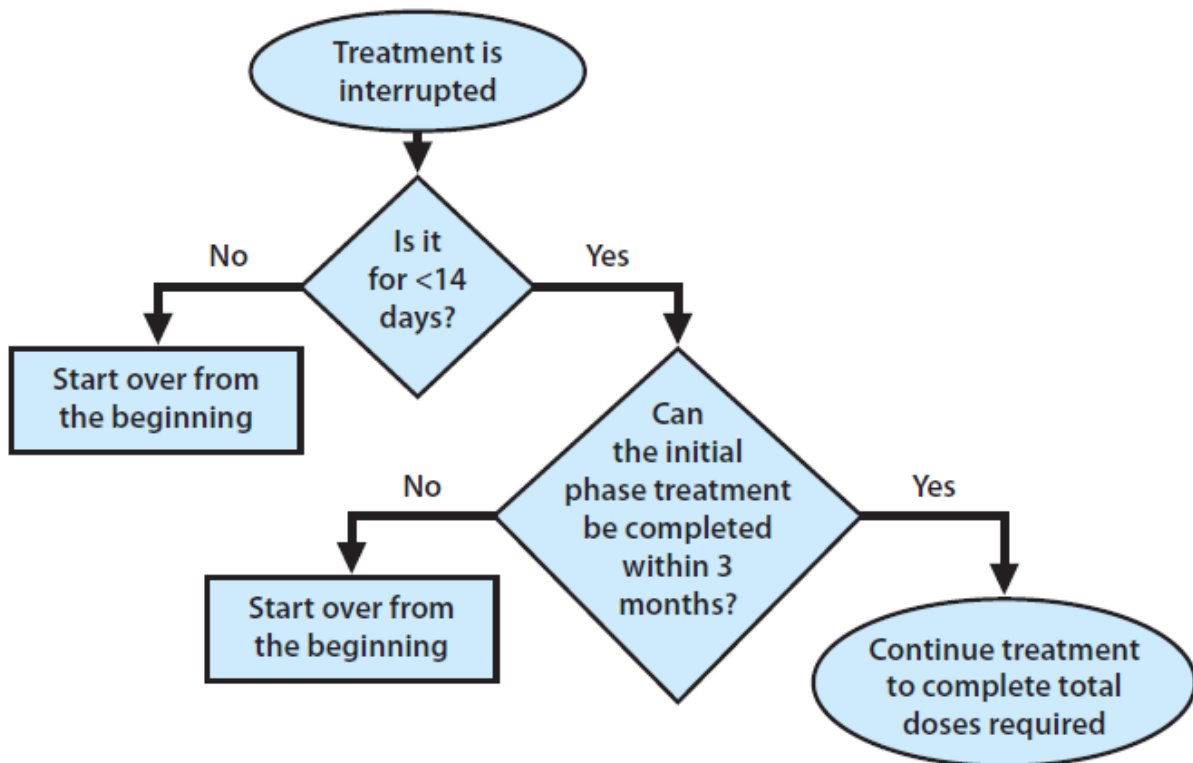 Treatment is
interrupted
Is it
for <14
days?
No
Yes
Start over from
the beginning
Can
the initial
phase treatment
be completed
within 3
months?
No
Yes
Start over from
the beginning
Continue treatment
to complete total
doses required